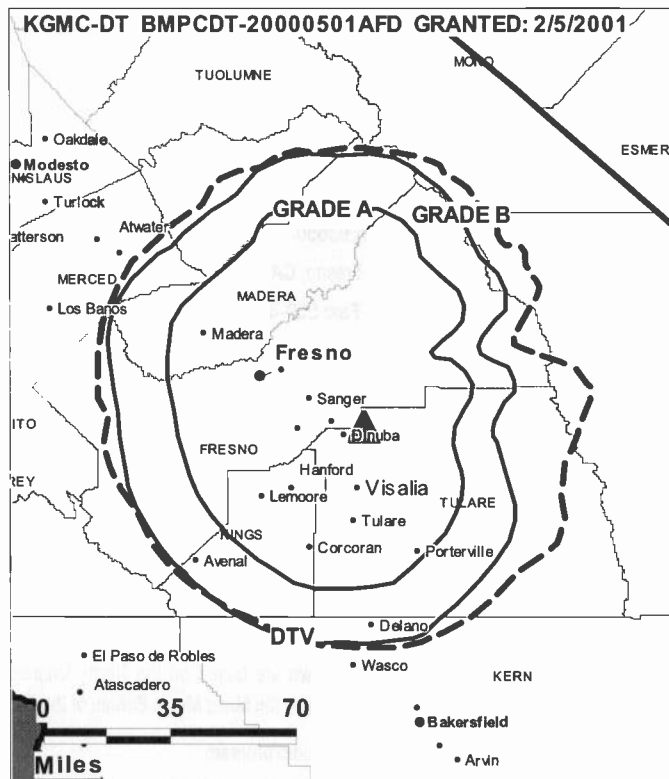 KGMC-DT BMPCDT-20000501AFD GRANTED: 2/5/2001
MONO
TUOLUMNE
Oakdale
Modesto
NISLAUS
ESMER
Turlock
GRADE A
GRADE B
Atwater
atterson
MERCED
MADERA
Los Banos
Madera
Fresno
Sanger
ITO
Dinuba
FRESNO
Hanford
REY
Lemoore
Visalia
TULARE
Tulare
KINGS
Corcoran
Porterville
Avenal
Delano
DTV
El Paso de Robles
Wasco
KERN
Atascadero
0 35 70
Bakersfield
Miles
Arvin